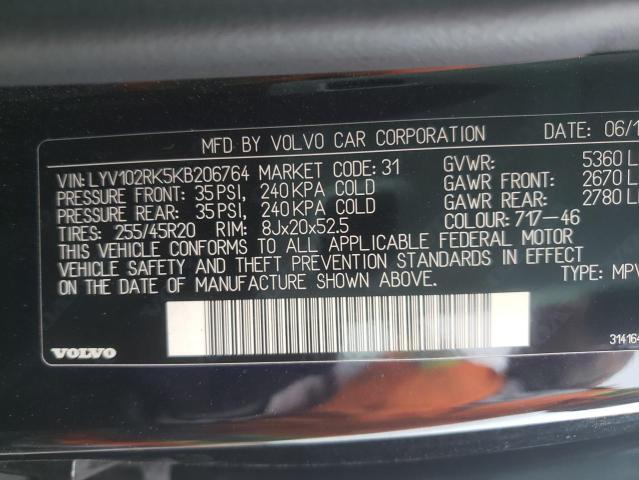 MFD BY VOLVO CAR CORPORATION DATE: 06/1
VIN:LYV102RK5KB206764 MARKET CODE:31 GVWR: 5360 L
PRESSURE FRONT: 35PSI, 240KPA COLD GAWR FRONT: 2670 L
PRESSURE REAR: 35PSI, 240KPA COLD GAWR REAR: 2780 L
TIRES: 255/45R20 RIM: 8Jx20x52.5 COLOUR:717-46
THIS VEHICLE CONFORMS TO ALL APPLICABLE FEDERAL MOTOR
VEHICLE SAFETY AND THEFT PREVENTION STANDARDS IN EFFECT
ON THE DATE OF MANUFACTURE SHOWN ABOVE. TYPE: MPV
VOLVO 314164